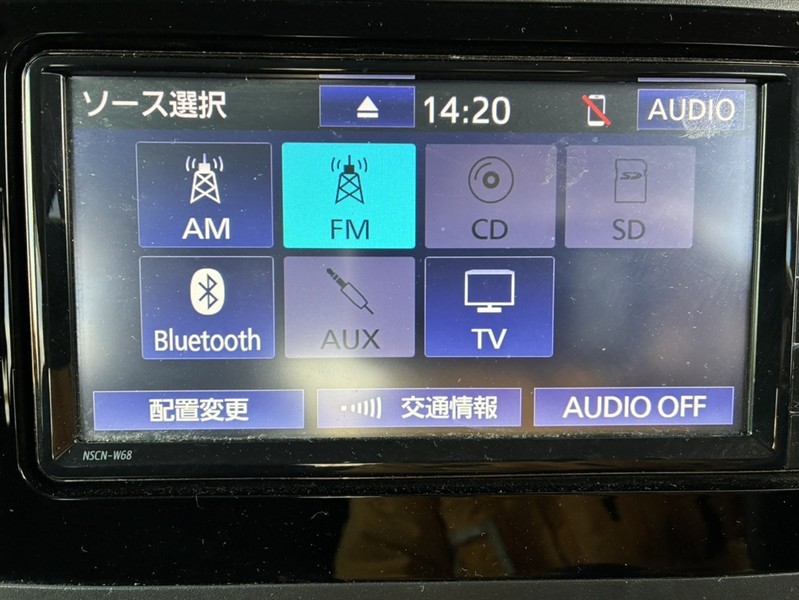 ソース選択 14:20 AUDIO
AM FM CD SD
Bluetooth AUX TV
配置変更 交通情報 AUDIO OFF
NSCN-W68